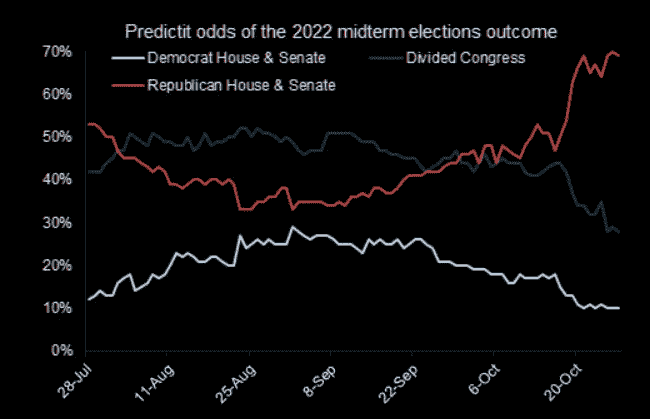 Predictit odds of the 2022 midterm elections outcome
Democrat House & Senate
Divided Congress
Republican House & Senate
70%
60%
50%
40%
30%
20%
10%
0%
28-Jul
11-Aug
25-Aug
8-Sep
22-Sep
6-Oct
20-Oct